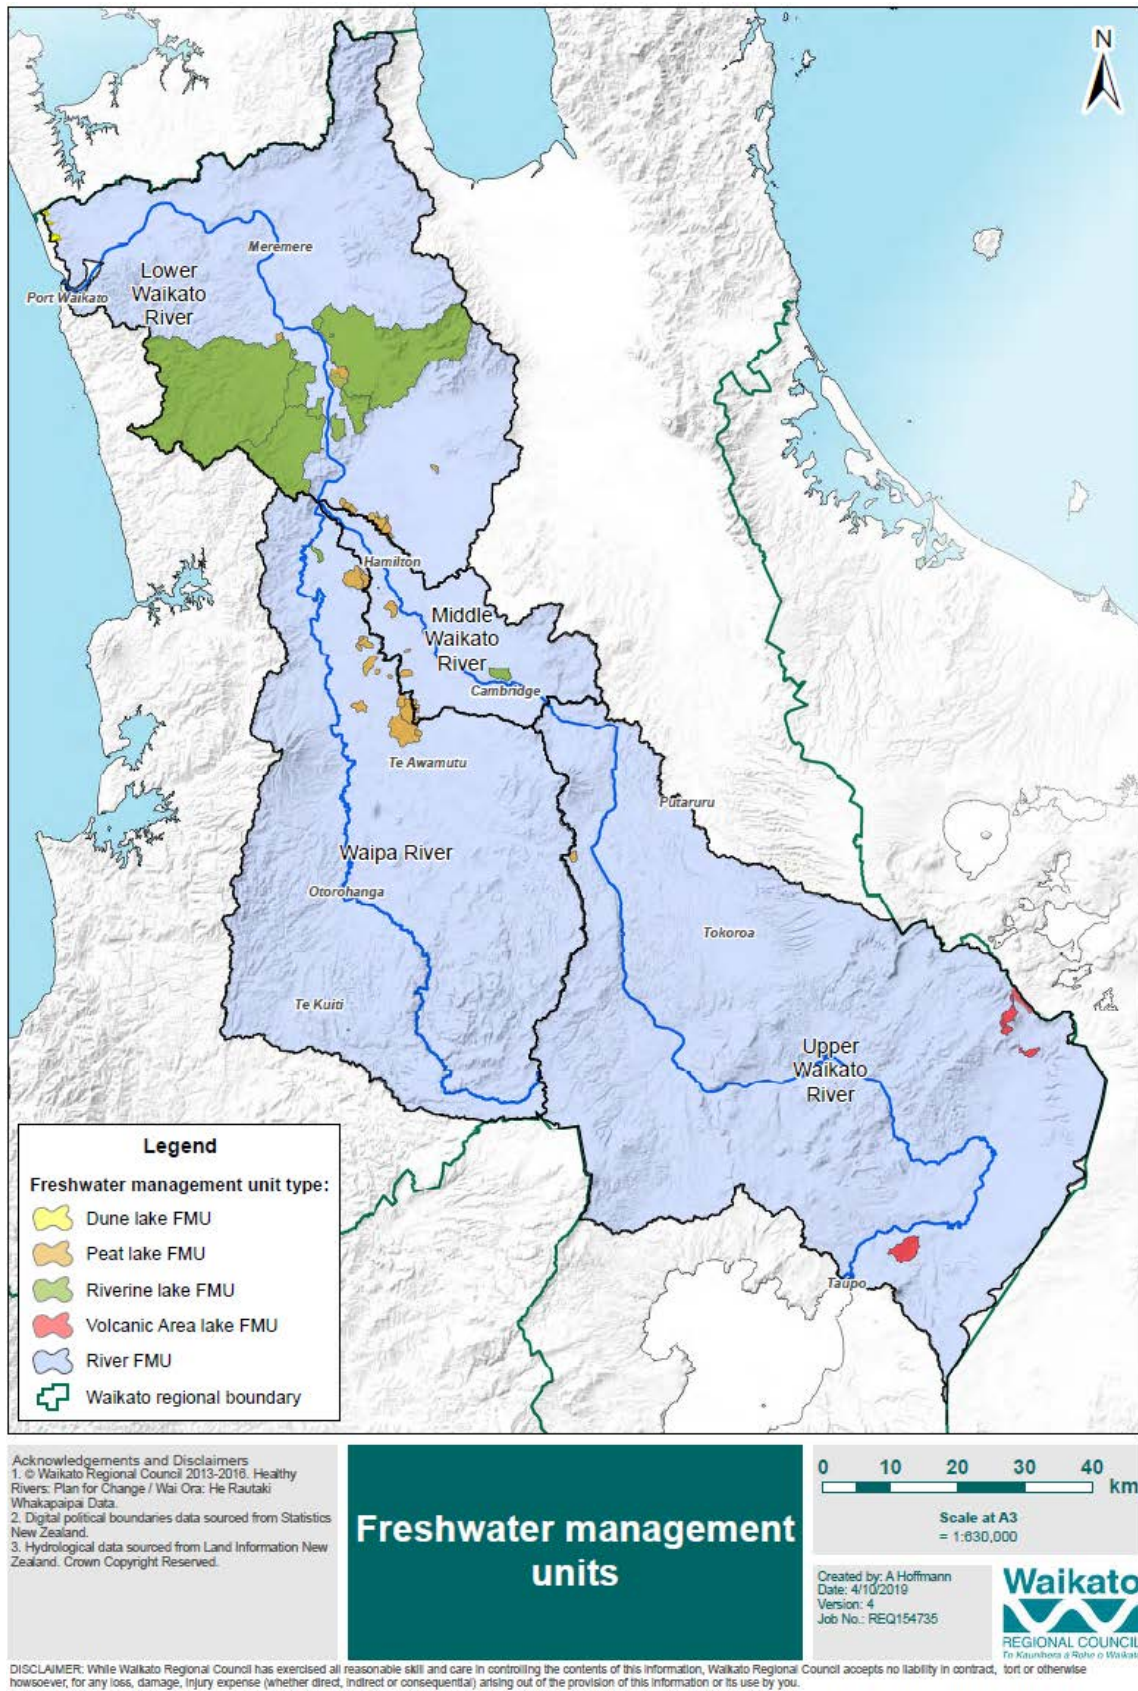 N
Meremere
Lower
Waikato
River
Port Waikato
Hamilton
Middle
Waikato
River
Cambridge
Te Awamutu
Putaruru
Waipa River
Otorohanga
Tokoroa
Te Kuiti
Upper
Waikato
River
Taupo
Legend
Freshwater management unit type:
Dune lake FMU
Peat lake FMU
Riverine lake FMU
Volcanic Area lake FMU
River FMU
Waikato regional boundary
Acknowledgements and Disclaimers
1. © Waikato Regional Council 2013-2016. Healthy
Rivers: Plan for Change / Wai Ora: He Rautaki
Whakapaipai Data.
2. Digital political boundaries data sourced from Statistics
New Zealand.
3. Hydrological data sourced from Land Information New
Zealand. Crown Copyright Reserved.
Freshwater management
units
0 10 20 30 40
km
Scale at A3
= 1:630,000
Created by: A Hoffmann
Date: 4/10/2019
Version: 4
Job No.: REQ154735
Waikato
REGIONAL COUNCIL
Te Kaunihera ā Rohe o Waikato
DISCLAIMER: While Waikato Regional Council has exercised all reasonable skill and care in controlling the contents of this information, Waikato Regional Council accepts no liability in contract, tort or otherwise
howsoever, for any loss, damage, injury expense (whether direct, indirect or consequential) arising out of the provision of this information or its use by you.